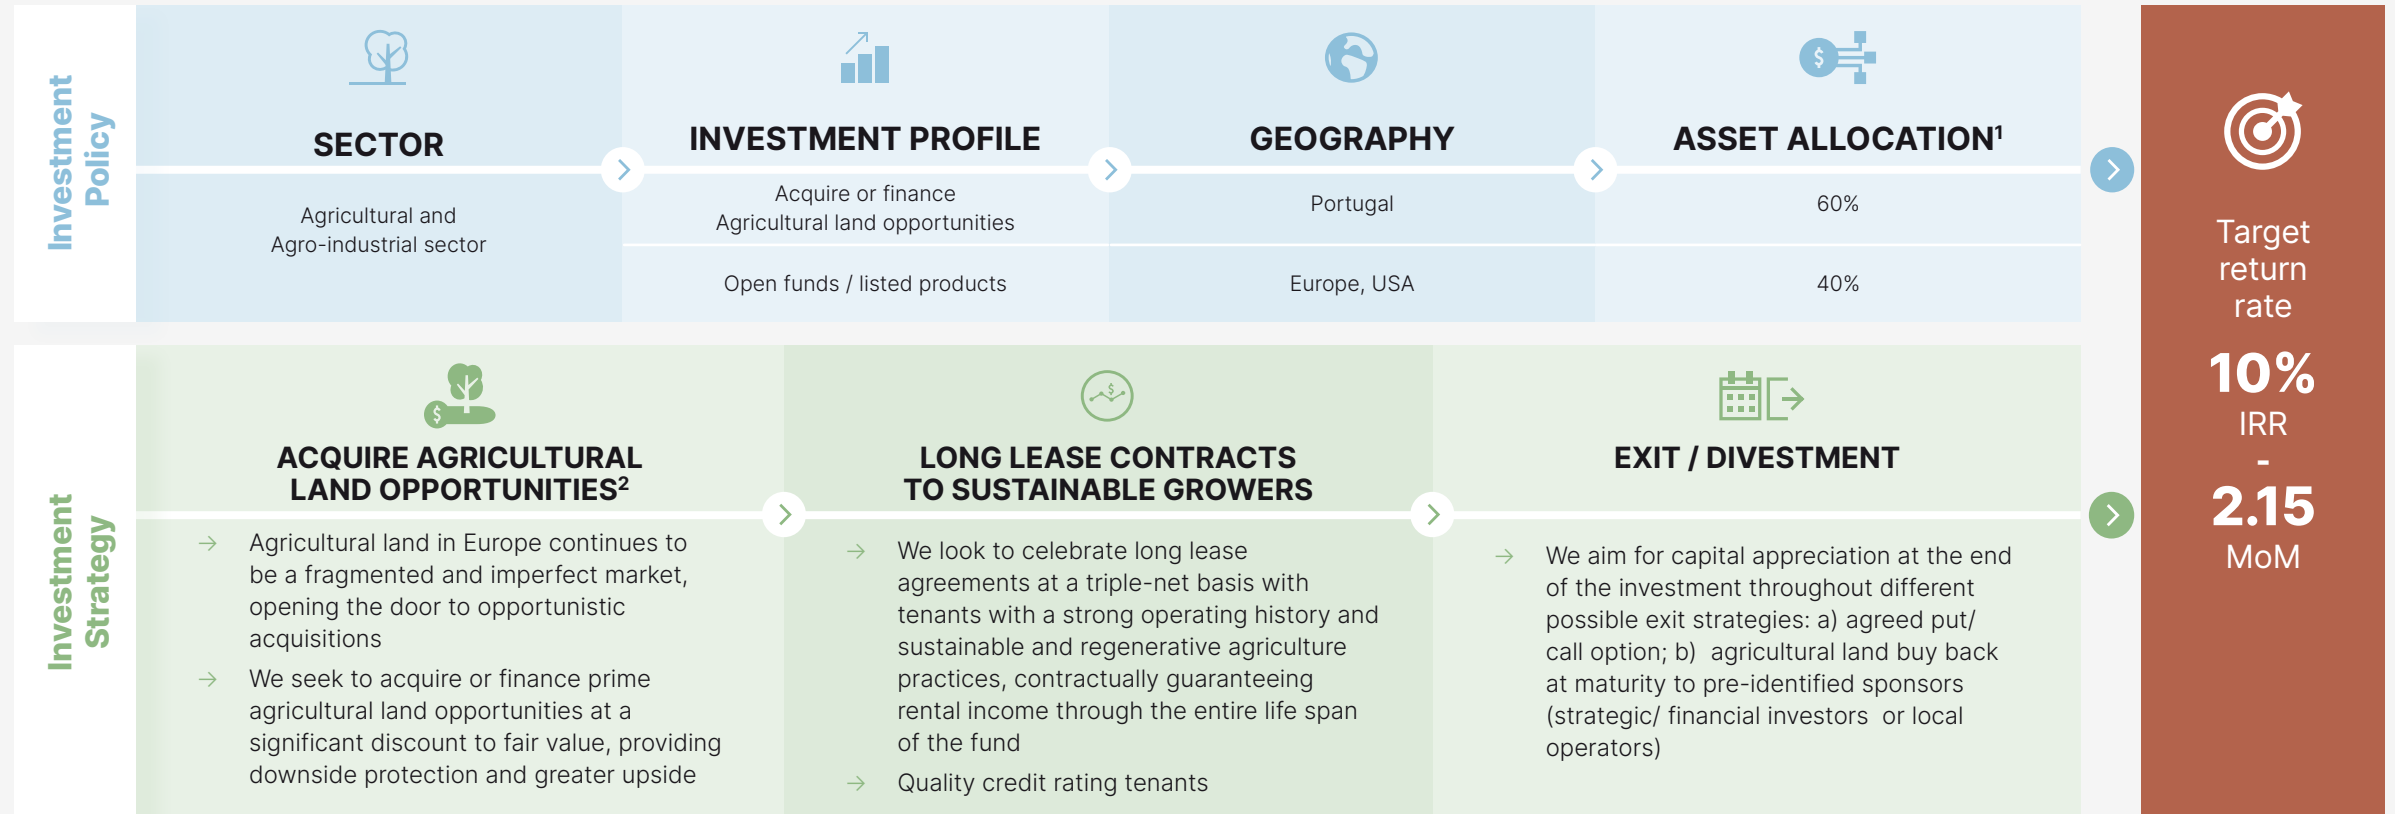 Investment
Policy
SECTOR
Agricultural and
Agro-industrial sector
INVESTMENT PROFILE
Acquire or finance
Agricultural land opportunities
Open funds / listed products
GEOGRAPHY
Portugal
Europe, USA
ASSET ALLOCATION¹
60%
40%
Investment
Strategy
ACQUIRE AGRICULTURAL
LAND OPPORTUNITIES²
→ Agricultural land in Europe continues to
be a fragmented and imperfect market,
opening the door to opportunistic
acquisitions
→ We seek to acquire or finance prime
agricultural land opportunities at a
significant discount to fair value, providing
downside protection and greater upside
LONG LEASE CONTRACTS
TO SUSTAINABLE GROWERS
→ We look to celebrate long lease
agreements at a triple-net basis with
tenants with a strong operating history and
sustainable and regenerative agriculture
practices, contractually guaranteeing
rental income through the entire life span
of the fund
→ Quality credit rating tenants
EXIT / DIVESTMENT
→ We aim for capital appreciation at the end
of the investment throughout different
possible exit strategies: a) agreed put/
call option; b) agricultural land buy back
at maturity to pre-identified sponsors
(strategic/ financial investors or local
operators)
Target
return
rate
10%
IRR
-
2.15
MoM